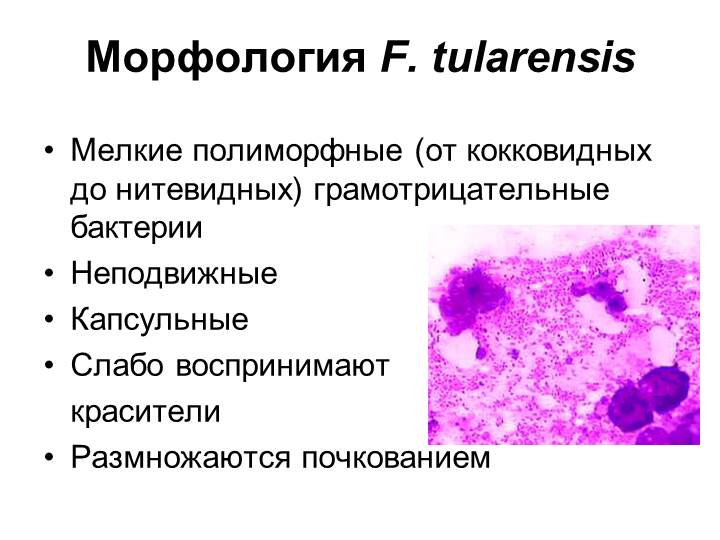 Морфология F. tularensis
• Мелкие полиморфные (от кокковидных
до нитевидных) грамотрицательные
бактерии
• Неподвижные
• Капсульные
• Слабо воспринимают
красители
• Размножаются почкованием